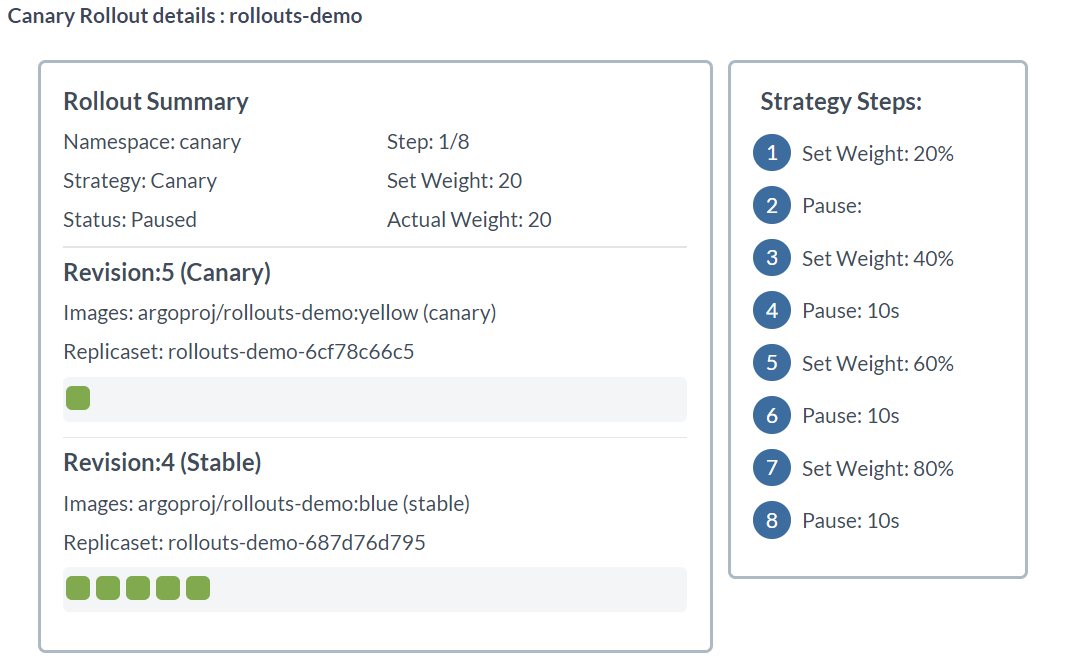 Canary Rollout details : rollouts-demo
Rollout Summary
Namespace: canary
Step: 1/8
Strategy: Canary
Set Weight: 20
Status: Paused
Actual Weight: 20
Revision:5 (Canary)
Images: argoproj/rollouts-demo:yellow (canary)
Replicaset: rollouts-demo-6cf78c66c5
Revision:4 (Stable)
Images: argoproj/rollouts-demo:blue (stable)
Replicaset: rollouts-demo-687d76d795
Strategy Steps:
1 Set Weight: 20%
2 Pause:
3 Set Weight: 40%
4 Pause: 10s
5 Set Weight: 60%
6 Pause: 10s
7 Set Weight: 80%
8 Pause: 10s